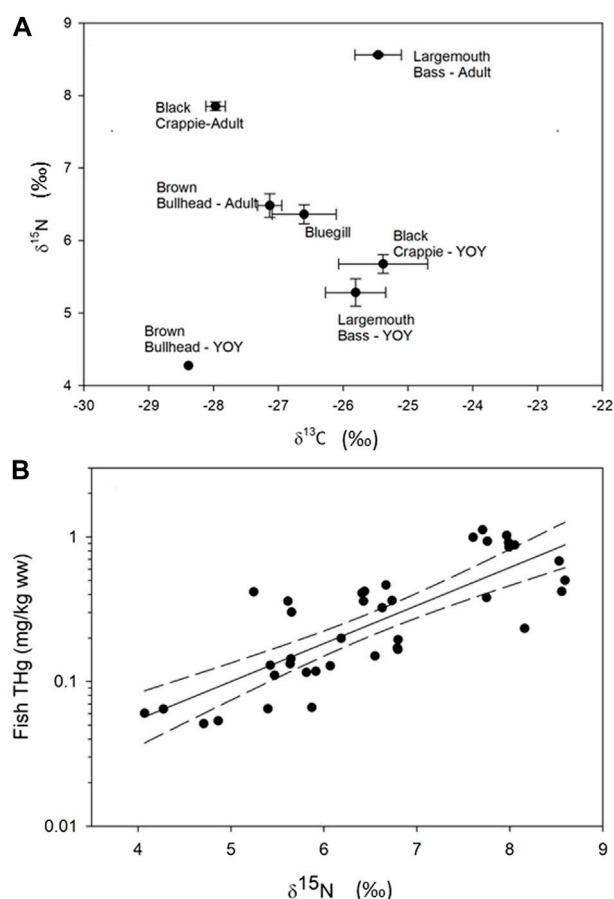 A
9
8
7
6
5
4
δ15N (‰)
Largemouth
Bass - Adult
Black
Crappie-Adult
Brown
Bullhead - Adult
Bluegill
Black
Crappie - YOY
Largemouth
Bass - YOY
Brown
Bullhead - YOY
-30 -29 -28 -27 -26 -25 -24 -23 -22
δ13C (‰)
B
1
0.1
0.01
Fish THg (mg/kg ww)
4 5 6 7 8 9
δ15N (‰)